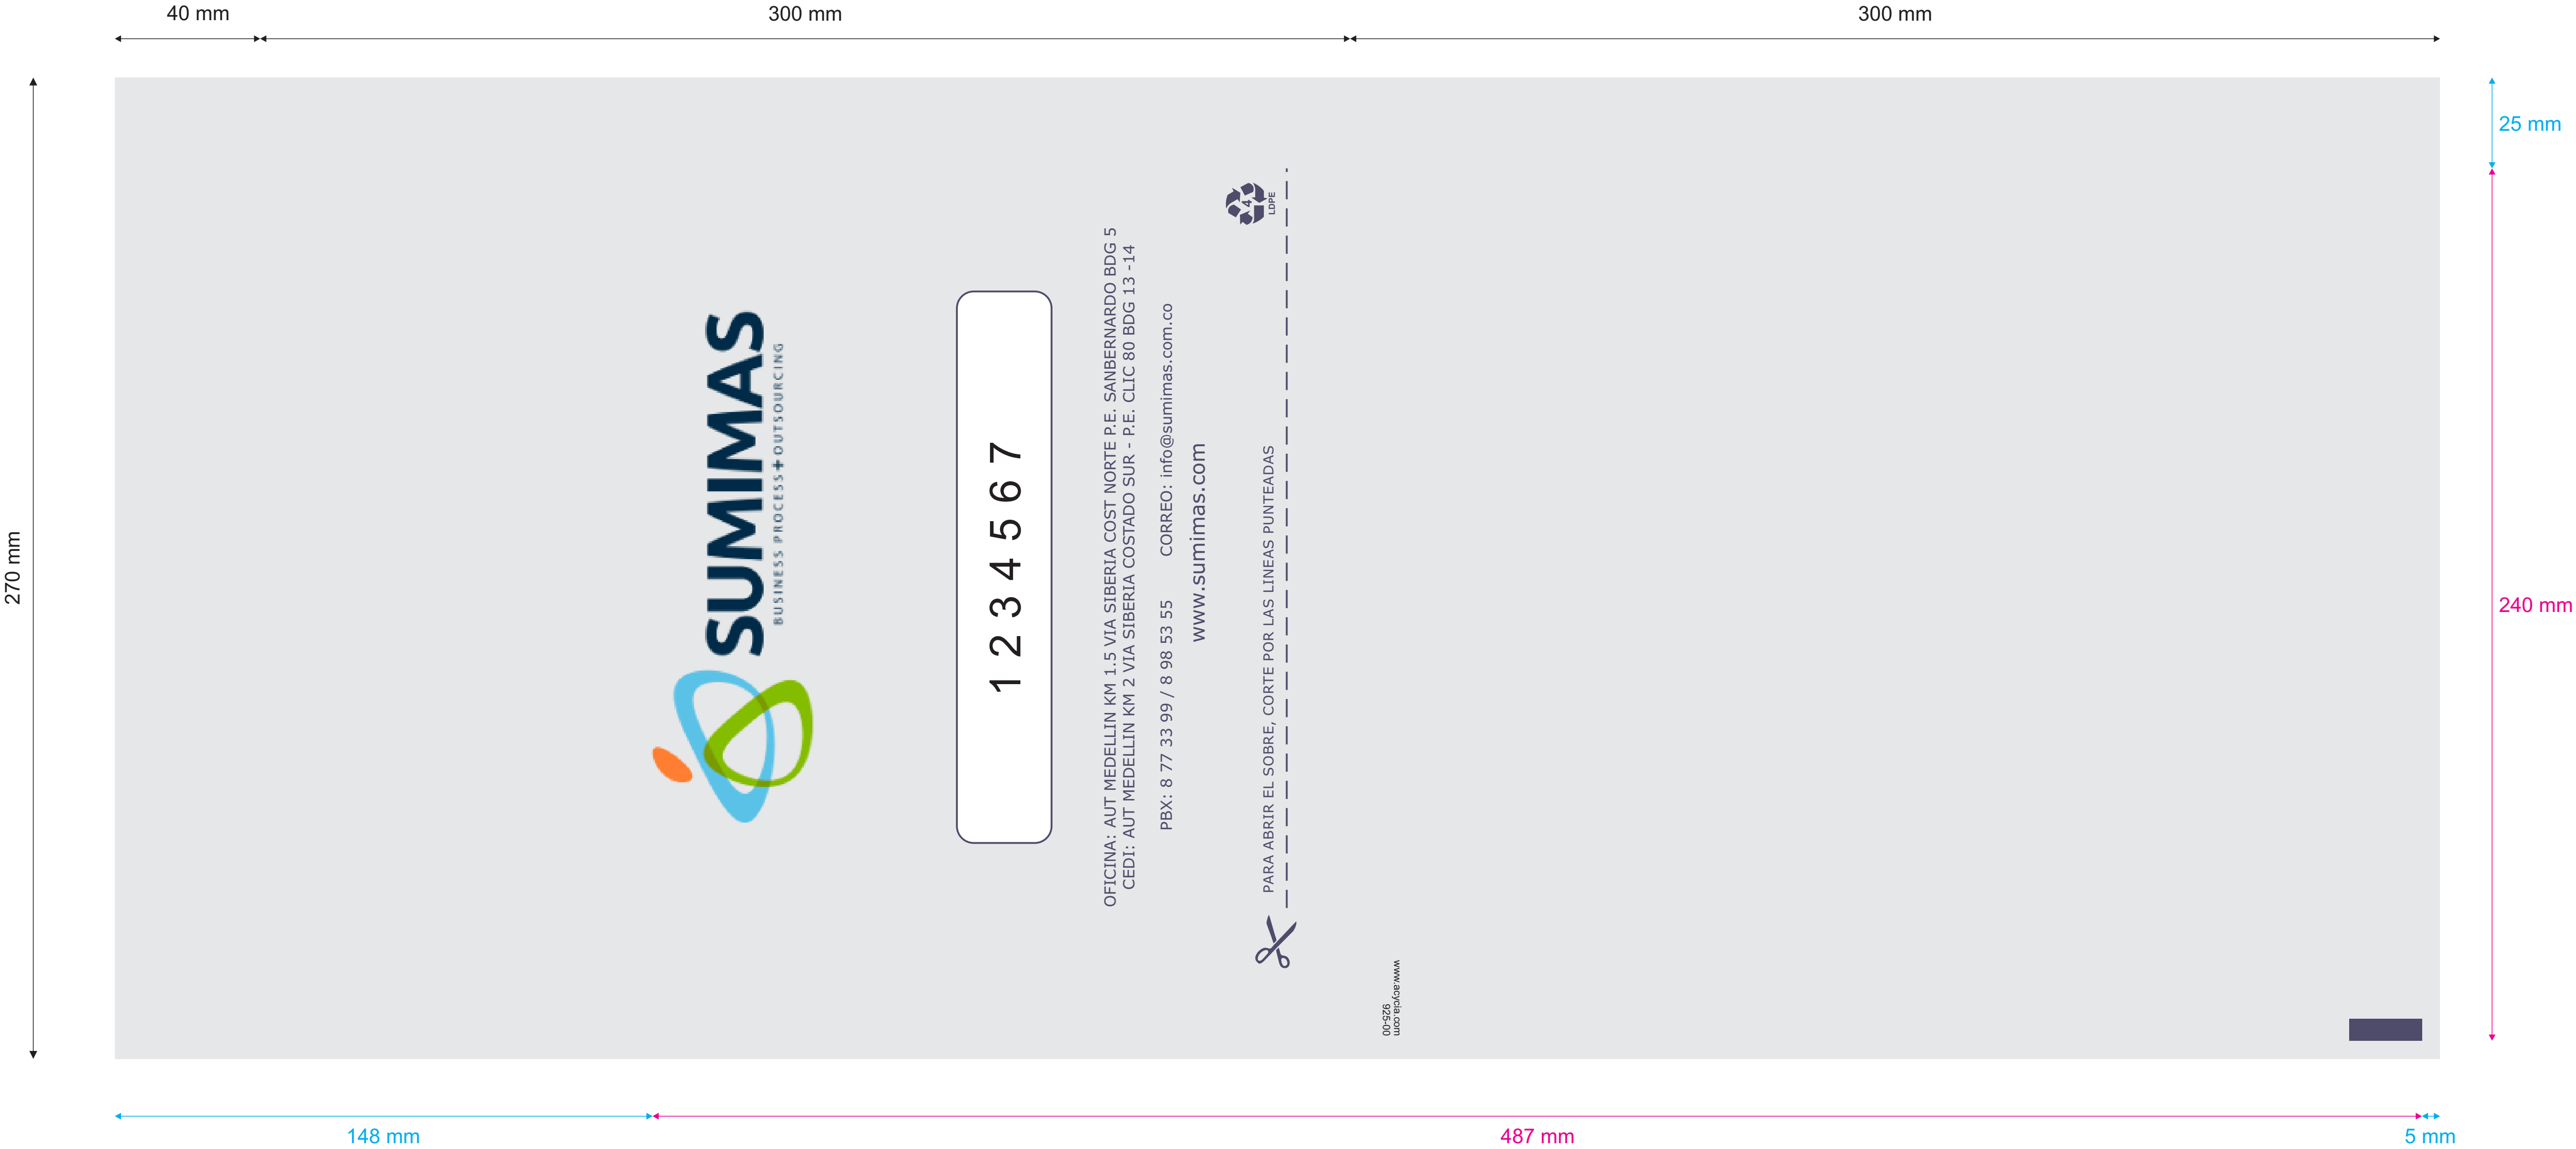 40 mm
300 mm
300 mm
270 mm
25 mm
240 mm
SUMIMAS
BUSINESS PROCESS+OUTSOURCING
1 2 3 4 5 6 7
OFICINA: AUT MEDELLIN KM 1.5 VIA SIBERIA COST NORTE P.E. SANBERNARDO BDG 5
CEDI: AUT MEDELLIN KM 2 VIA SIBERIA COSTADO SUR - P.E. CLIC 80 BDG 13 -14
PBX: 8 77 33 99 / 8 98 53 55 CORREO: info@sumimas.com.co
www.sumimas.com
4
LDPE
PARA ABRIR EL SOBRE, CORTE POR LAS LINEAS PUNTEADAS
www.acycia.com
925-00
148 mm
487 mm
5 mm